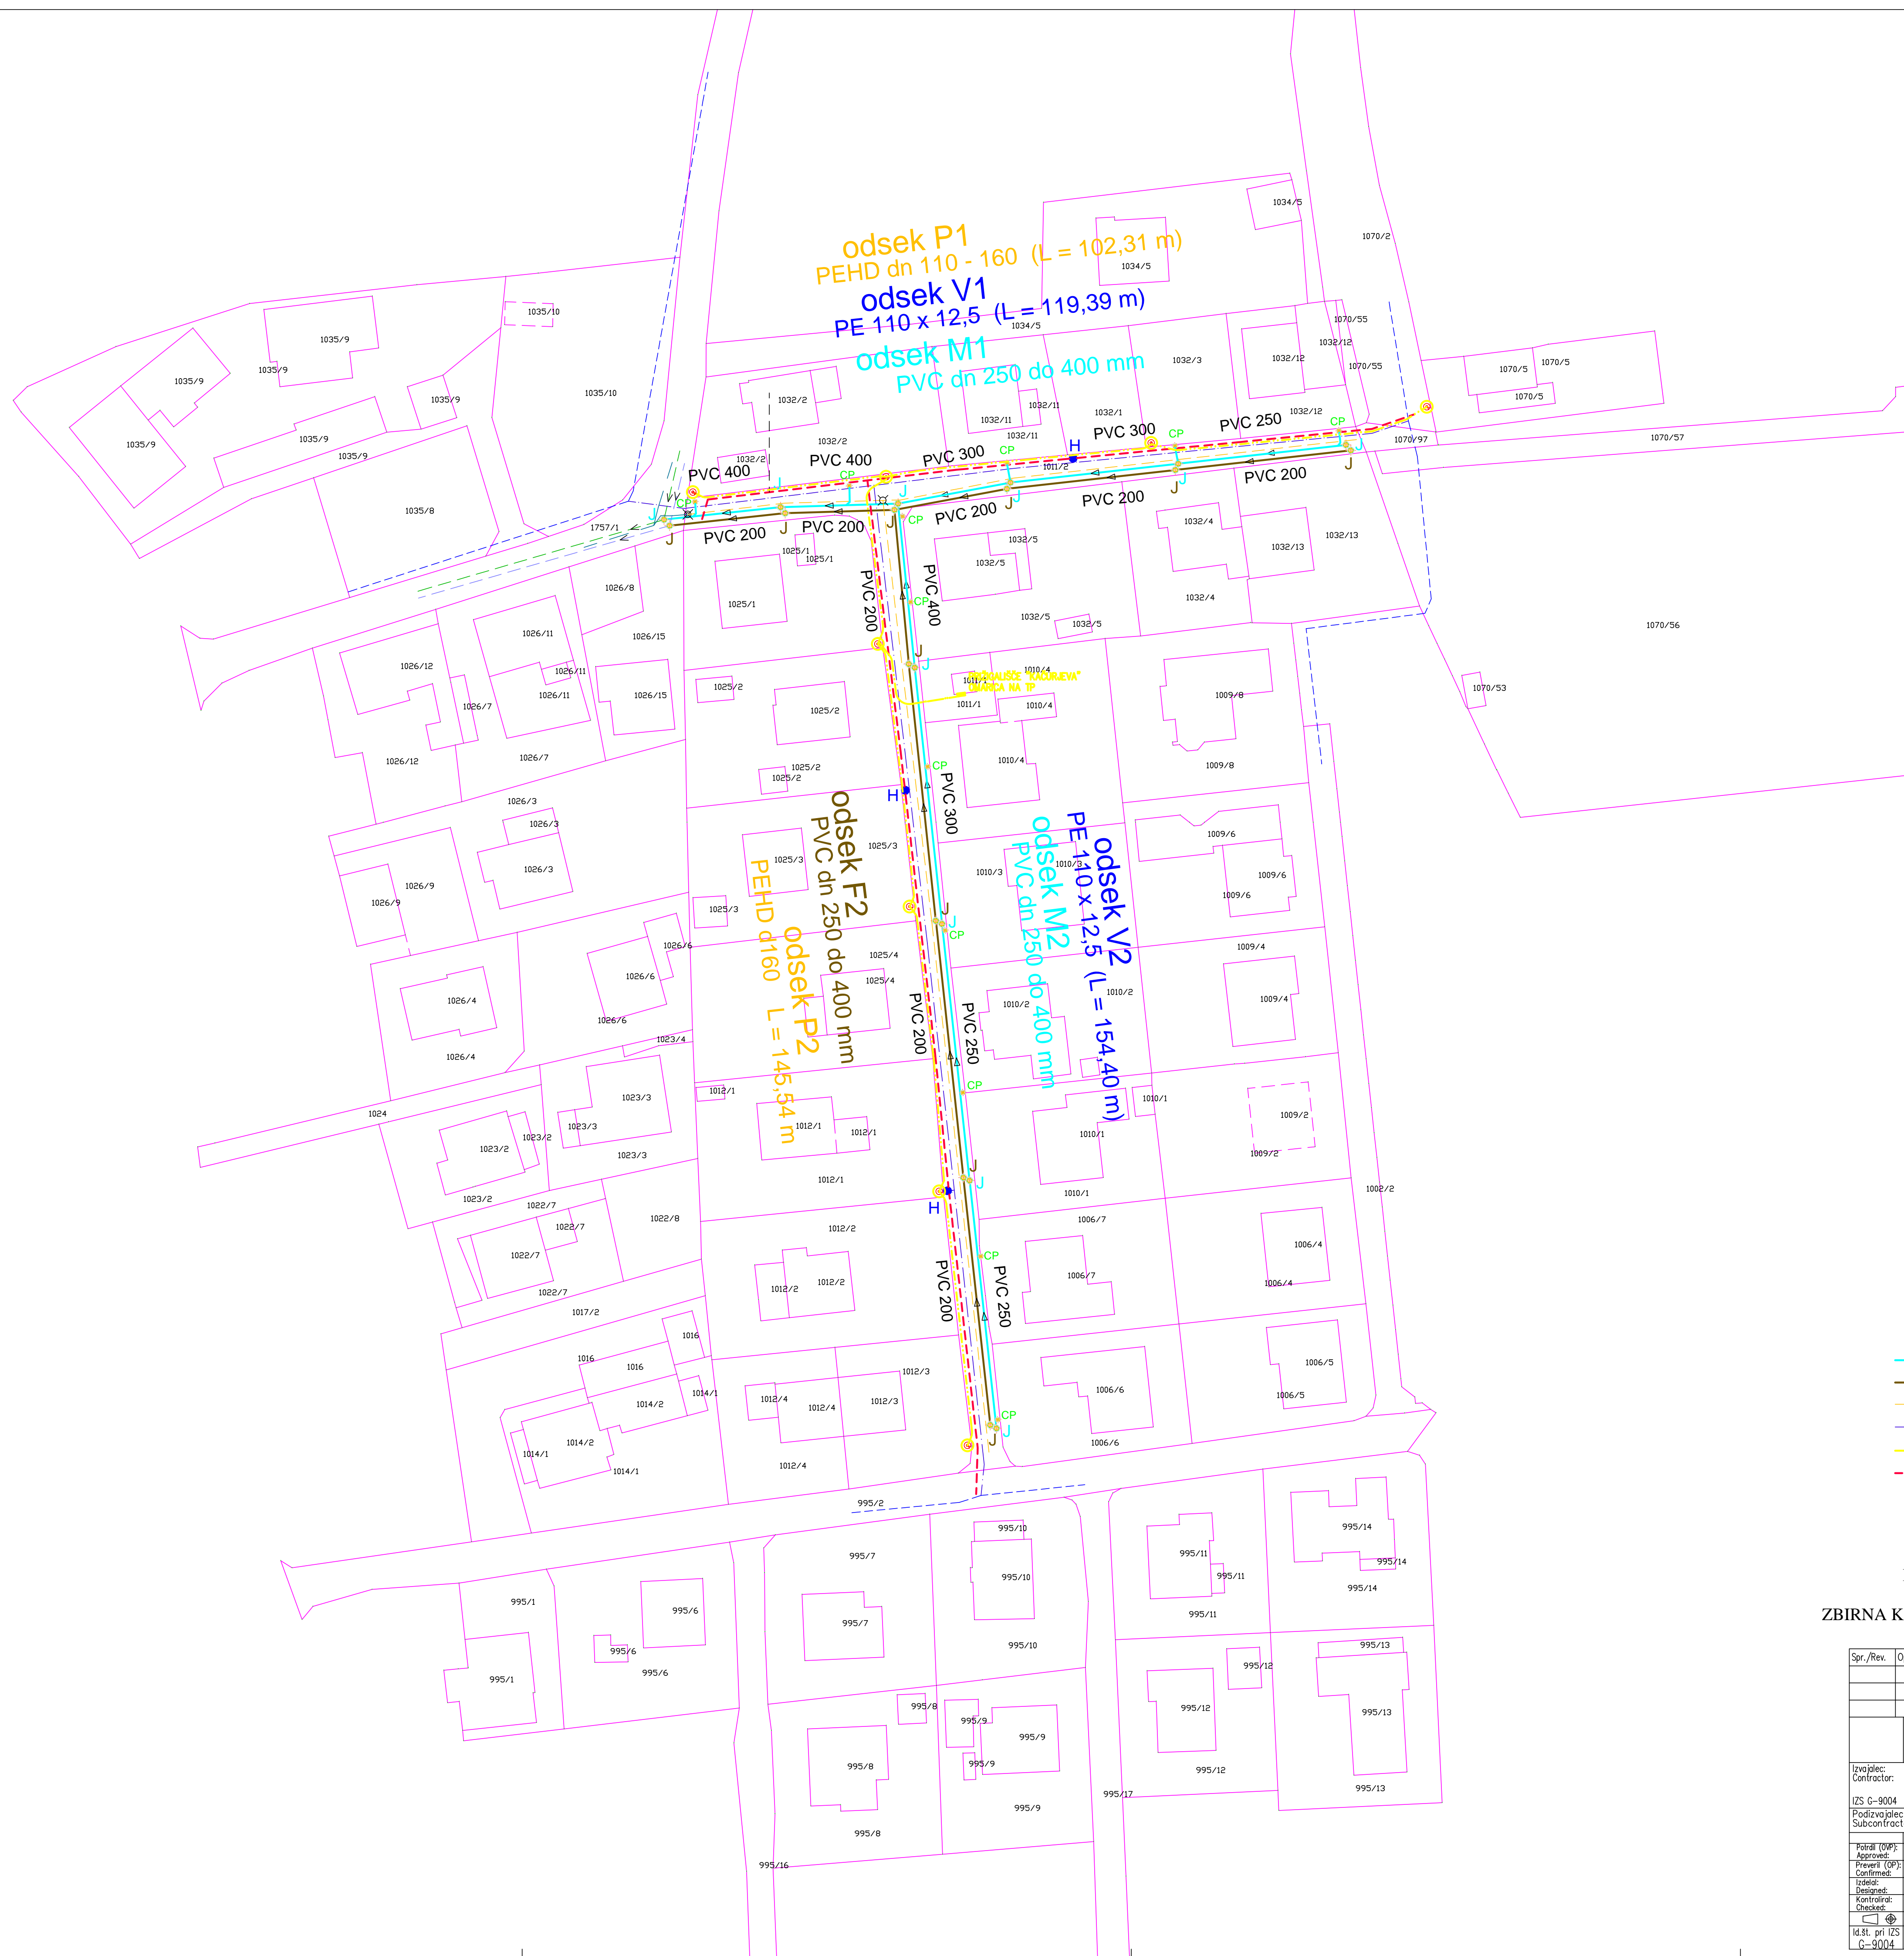 odsek P1
PEHD dn 110 - 160  (L = 102,31 m)
odsek V1
PE 110 x 12,5  (L = 119,39 m)
odsek M1
PVC dn 250 do 400 mm
1034/5
1034/5
1034/5
1070/2
1035/10
1035/9
1035/9
1035/9
1035/9
1035/9
1035/9
1035/9
1035/10
1035/8
1757/1
1032/2
1032/2
1032/2
1032/11
1032/11
1032/11
1032/1
1032/3
1032/12
1032/12
1032/12
1070/55
1070/55
1070/5
1070/5
1070/5
1070/97
1070/57
PVC 400
PVC 400
PVC 300
PVC 300
PVC 250
H
1011/2
CP
CP
CP
CP
CP
CP
J
J
J
J
J
J
J
J
J
J
J
J
PVC 200
PVC 200
PVC 200
PVC 200
PVC 200
1025/1
1025/1
1025/1
1032/5
1032/5
1032/5
1032/5
1032/4
1032/4
1032/13
1032/13
1070/56
1070/53
PVC 200
PVC 400
CP
J
J
1026/8
1026/15
1026/15
1026/11
1026/11
1026/11
1026/12
1026/12
1026/7
1026/7
1025/2
1025/2
1025/2
1025/2
1010/4
1010/4
1010/4
1011/1
1011/1
GRANICA NA TP
1009/8
1009/8
CP
H
PVC 300
odsek F2
PVC dn 250 do 400 mm
odsek P2
PEHD d160    L = 145,54 m
odsek V2
PE 110 x 12,5  (L = 154,40 m)
odsek M2
PVC dn 250 do 400 mm
1026/3
1026/3
1026/3
1026/9
1026/9
1025/3
1025/3
1025/3
1010/3
1010/3
1009/6
1009/6
1009/6
J
J
CP
1026/6
1026/6
1026/6
1026/4
1026/4
1025/4
1025/4
1010/2
1010/2
1009/4
1009/4
PVC 200
PVC 250
CP
1023/4
1024
1023/3
1023/3
1023/3
1023/2
1023/2
1023/2
1012/1
1012/1
1012/1
1012/1
1010/1
1010/1
1010/1
1009/2
1009/2
1002/2
J
J
H
1022/7
1022/7
1022/7
1022/7
1022/8
1017/2
1012/2
1012/2
1012/2
1006/7
1006/7
1006/4
1006/4
CP
PVC 200
PVC 250
1016
1016
1016
1014/1
1014/1
1014/1
1014/2
1014/2
1012/3
1012/3
1012/4
1012/4
1012/4
1006/6
1006/6
1006/5
1006/5
CP
J
J
995/2
995/1
995/1
995/6
995/6
995/6
995/7
995/7
995/10
995/10
995/10
995/11
995/11
995/11
995/14
995/14
995/14
995/8
995/8
995/8
995/9
995/9
995/9
995/9
995/12
995/12
995/12
995/13
995/13
995/13
995/16
995/17
ZBIRNA K
Spr./Rev.
Izvajalec:
Contractor:
IZS G-9004
Podizvajalec
Subcontract
Potrdil (OVP):
Approved:
Preveril (OP):
Confirmed:
Izdelal:
Designed:
Kontroliral:
Checked:
Id.št. pri IZS
G-9004